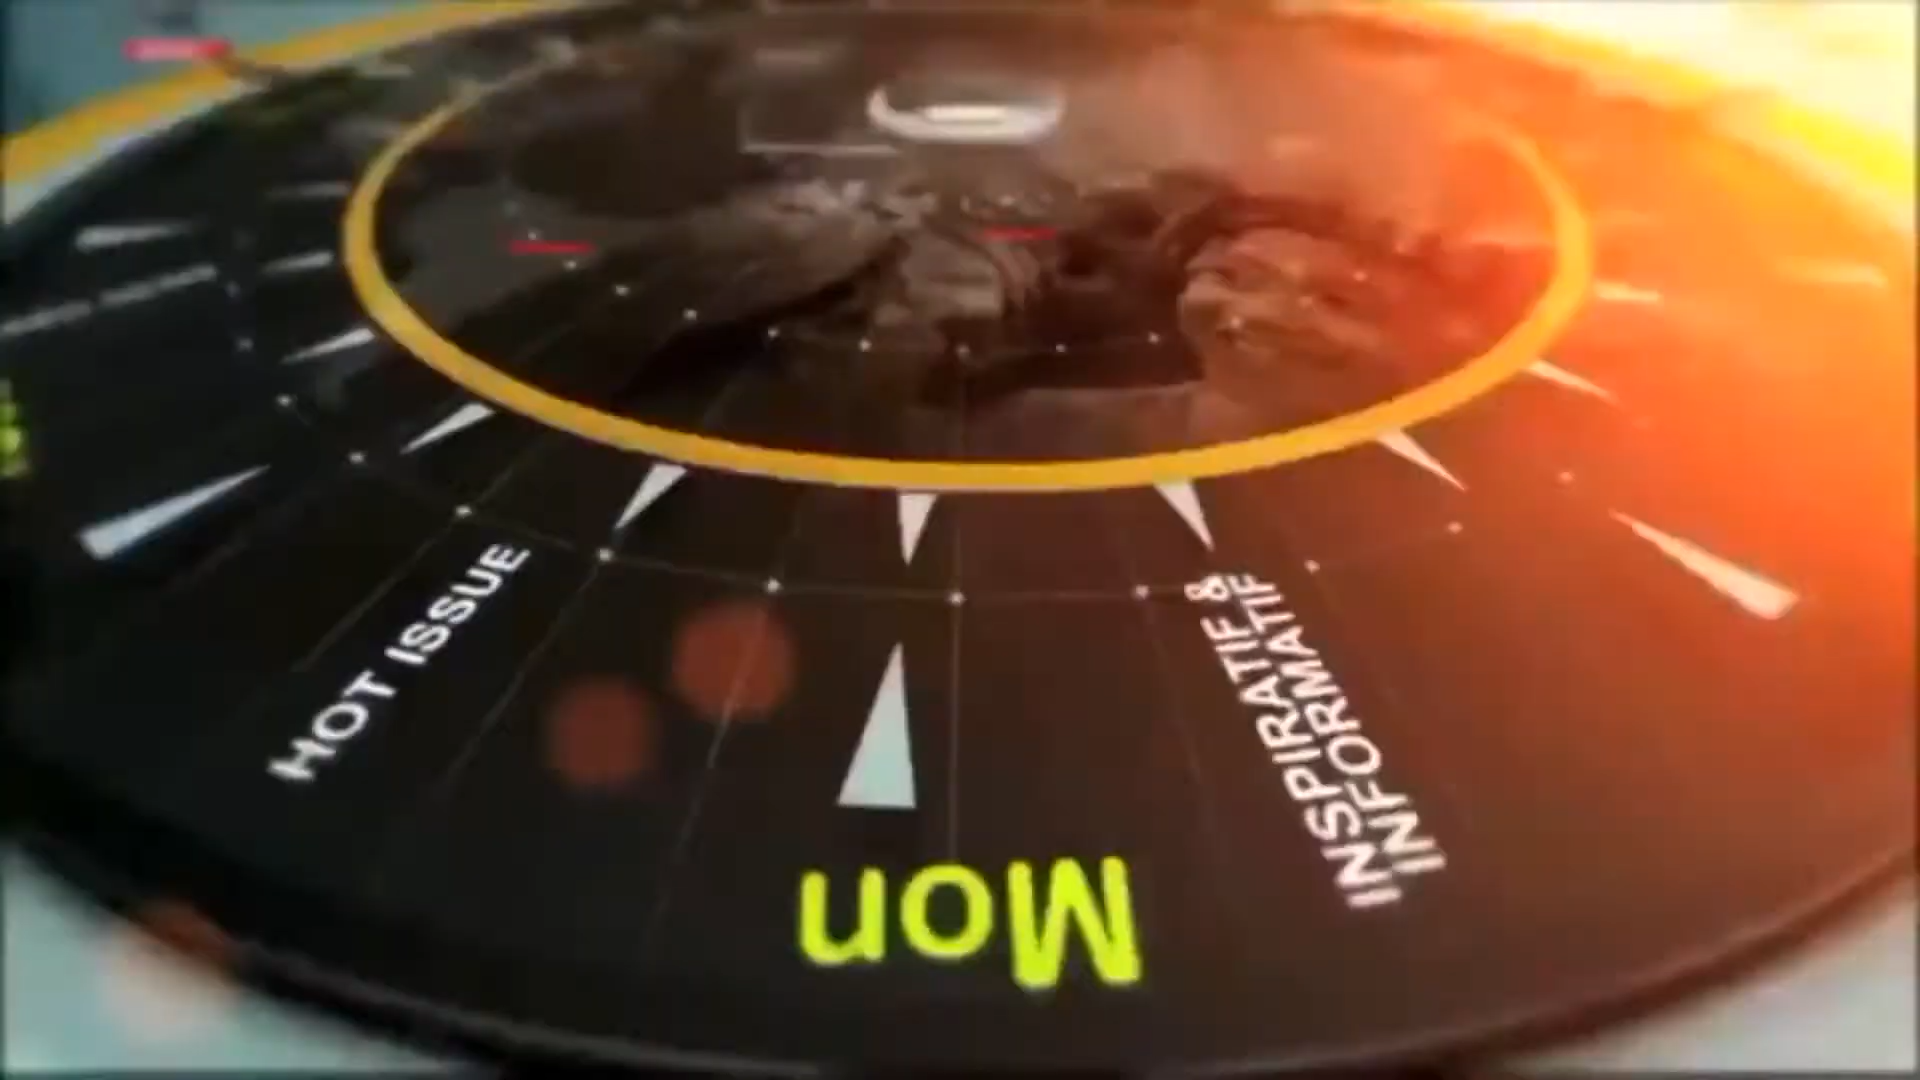 HOT ISSUE
INSPIRATIF &
INFORMATIF
Mon